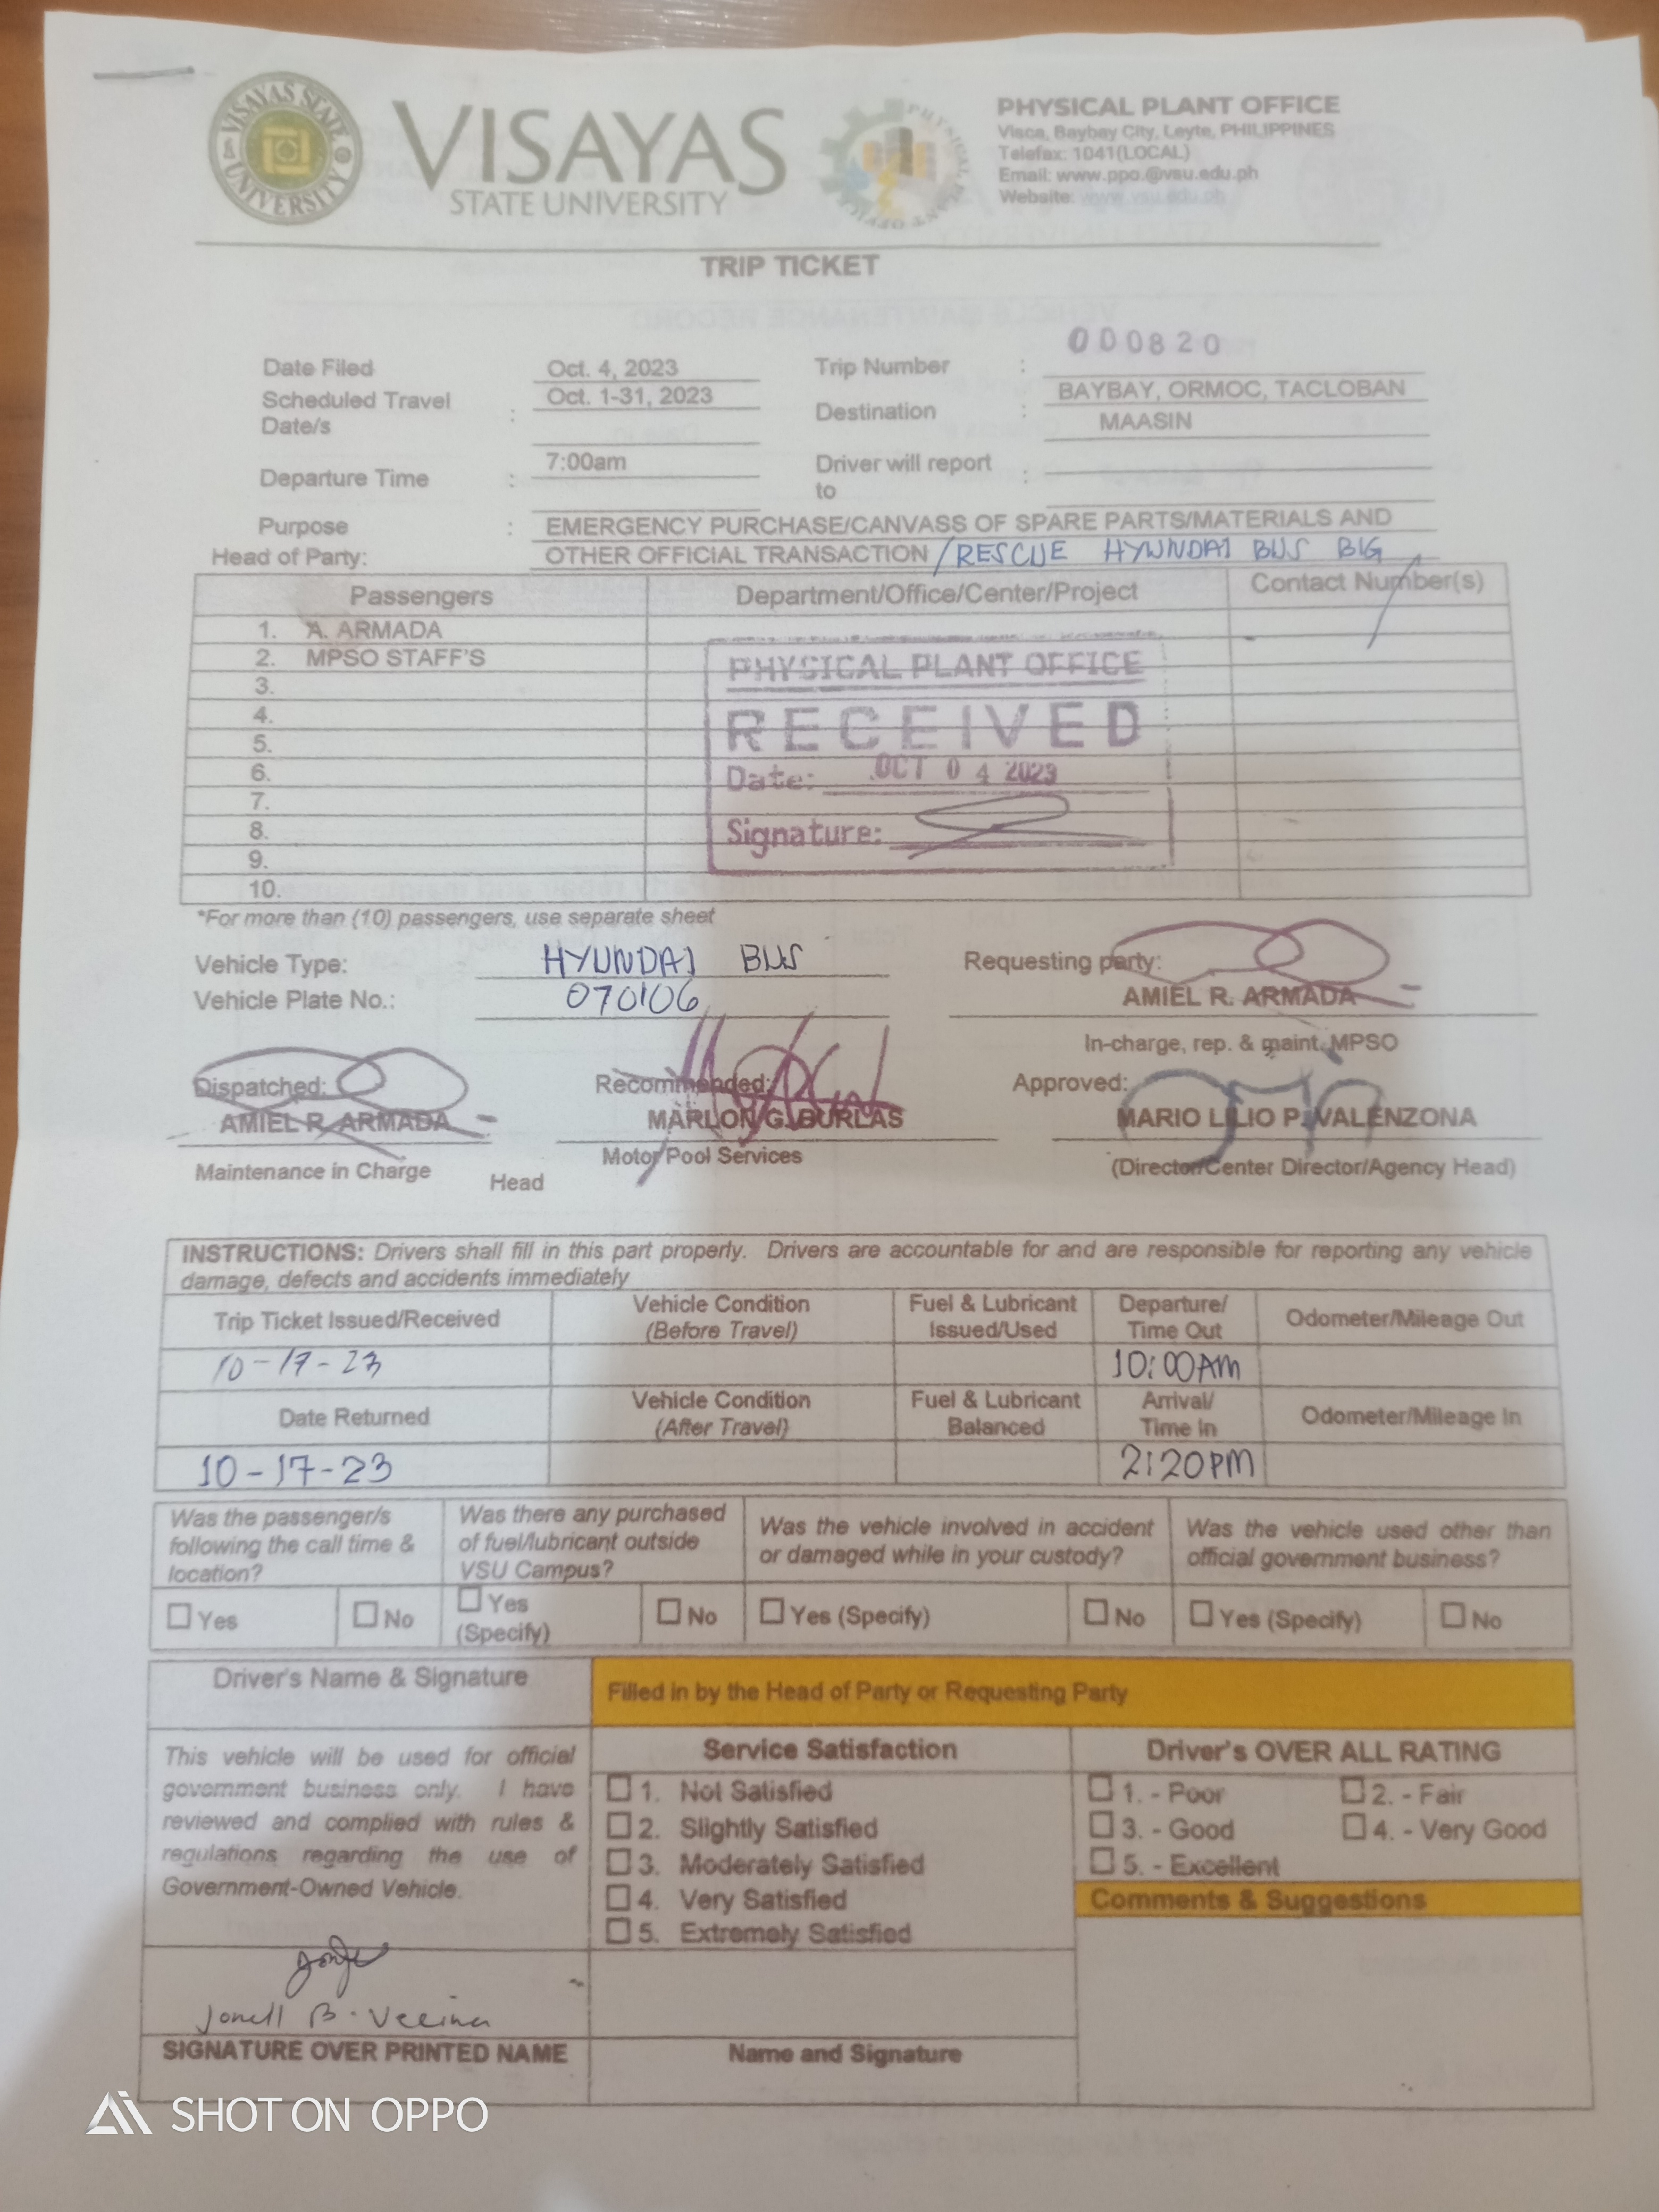 VISAYAS STATE UNIVERSITY
VISAYAS
STATE UNIVERSITY
PHYSICAL PLANT OFFICE
PHYSICAL PLANT OFFICE
Visca, Baybay City, Leyte, PHILIPPINES
Telefax: 1041(LOCAL)
Email: www.ppo.@vsu.edu.ph
Website: www.vsu.edu.ph
TRIP TICKET
Date Filed Oct. 4, 2023 Trip Number : 000820
Scheduled Travel Date/s : Oct. 1-31, 2023 Destination : BAYBAY, ORMOC, TACLOBAN
MAASIN
Departure Time : 7:00am Driver will report to :
Purpose : EMERGENCY PURCHASE/CANVASS OF SPARE PARTS/MATERIALS AND
Head of Party: OTHER OFFICIAL TRANSACTION /RESCUE HYUNDAI BUS BIG
Passengers Department/Office/Center/Project Contact Number(s)
1. A. ARMADA
2. MPSO STAFF'S
3.
4.
5.
6.
7.
8.
9.
10.
PHYSICAL PLANT OFFICE
RECEIVED
Date: OCT 04 2023
Signature:
*For more than (10) passengers, use separate sheet
Vehicle Type: HYUNDAI BUS Requesting party:
Vehicle Plate No.: 070106 AMIEL R. ARMADA
In-charge, rep. & maint. MPSO
Dispatched: Recommended: Approved:
AMIEL R. ARMADA MARLON G. BURLAS MARIO LILIO P. VALENZONA
Maintenance in Charge Head Motor Pool Services (Director/Center Director/Agency Head)
INSTRUCTIONS: Drivers shall fill in this part properly. Drivers are accountable for and are responsible for reporting any vehicle
damage, defects and accidents immediately
Trip Ticket Issued/Received Vehicle Condition (Before Travel) Fuel & Lubricant Issued/Used Departure/ Time Out Odometer/Mileage Out
10-17-23 10:00AM
Date Returned Vehicle Condition (After Travel) Fuel & Lubricant Balanced Arrival/ Time In Odometer/Mileage In
10-17-23 2:20PM
Was the passenger/s following the call time & location?
Was there any purchased of fuel/lubricant outside VSU Campus?
Was the vehicle involved in accident or damaged while in your custody?
Was the vehicle used other than official government business?
Yes No Yes (Specify) No Yes (Specify) No Yes (Specify) No
Driver's Name & Signature
Filled in by the Head of Party or Requesting Party
This vehicle will be used for official
government business only. I have
reviewed and complied with rules &
regulations regarding the use of
Government-Owned Vehicle.
Service Satisfaction
1. Not Satisfied
2. Slightly Satisfied
3. Moderately Satisfied
4. Very Satisfied
5. Extremely Satisfied
Driver's OVER ALL RATING
1. - Poor 2. - Fair
3. - Good 4. - Very Good
5. - Excellent
Comments & Suggestions
Jonell B.
SIGNATURE OVER PRINTED NAME
Name and Signature
SHOT ON OPPO